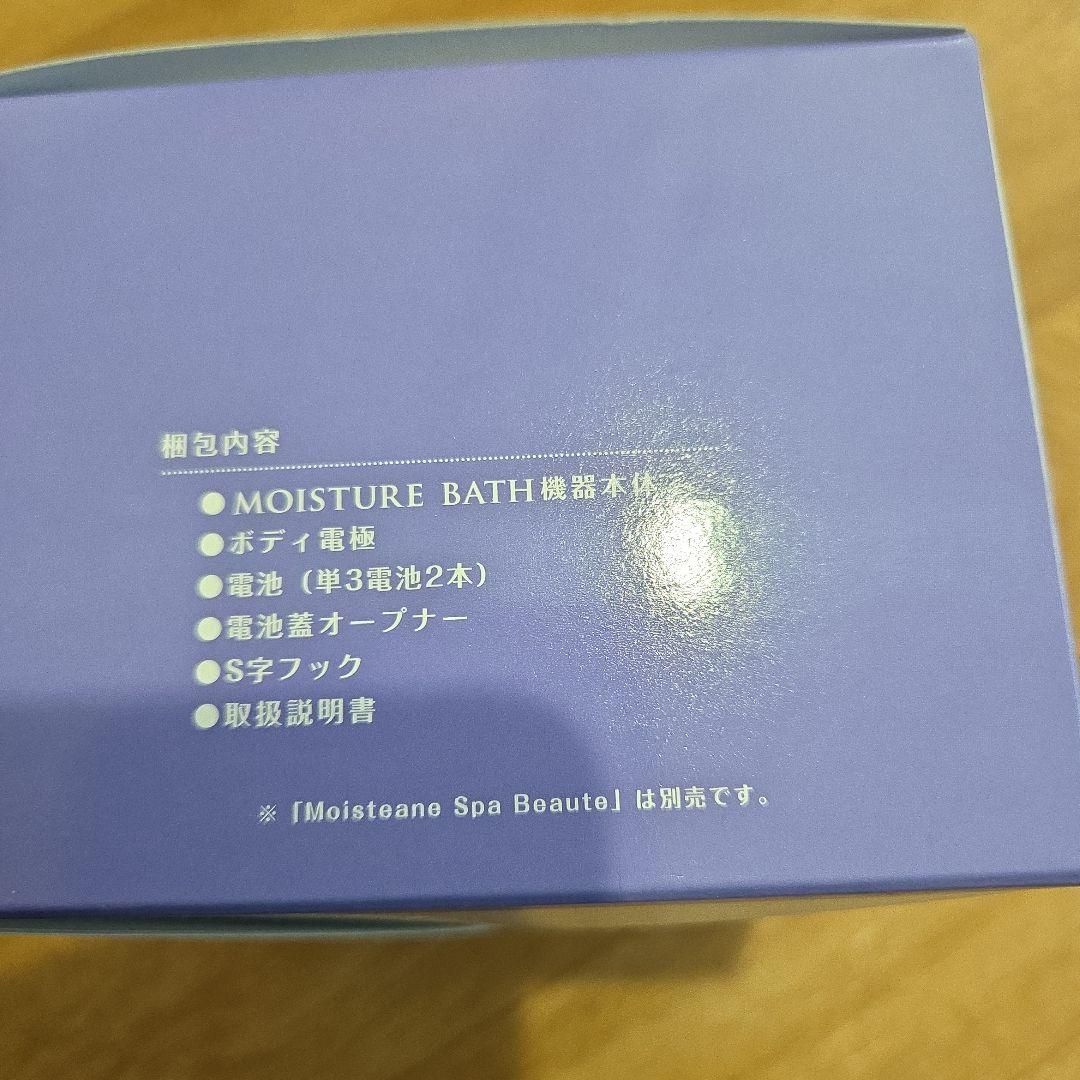 梱包内容
●MOISTURE BATH機器本体
●ボディ電極
●電池（単3電池2本）
●電池蓋オープナー
●S字フック
●取扱説明書
※「Moisteane Spa Beaute」は別売です。